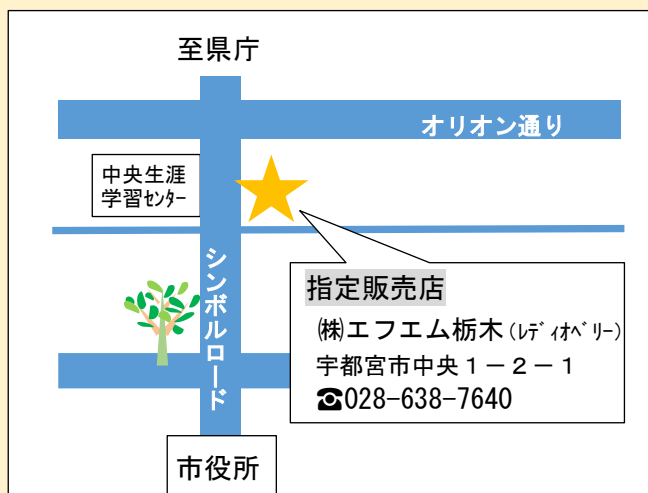 至県庁
オリオン通り
中央生涯
学習ｾﾝﾀｰ
シンボルロード
指定販売店
㈱エフエム栃木(ﾚﾃﾞｨｵﾍﾞﾘｰ)
宇都宮市中央１－２－１
☎028-638-7640
市役所